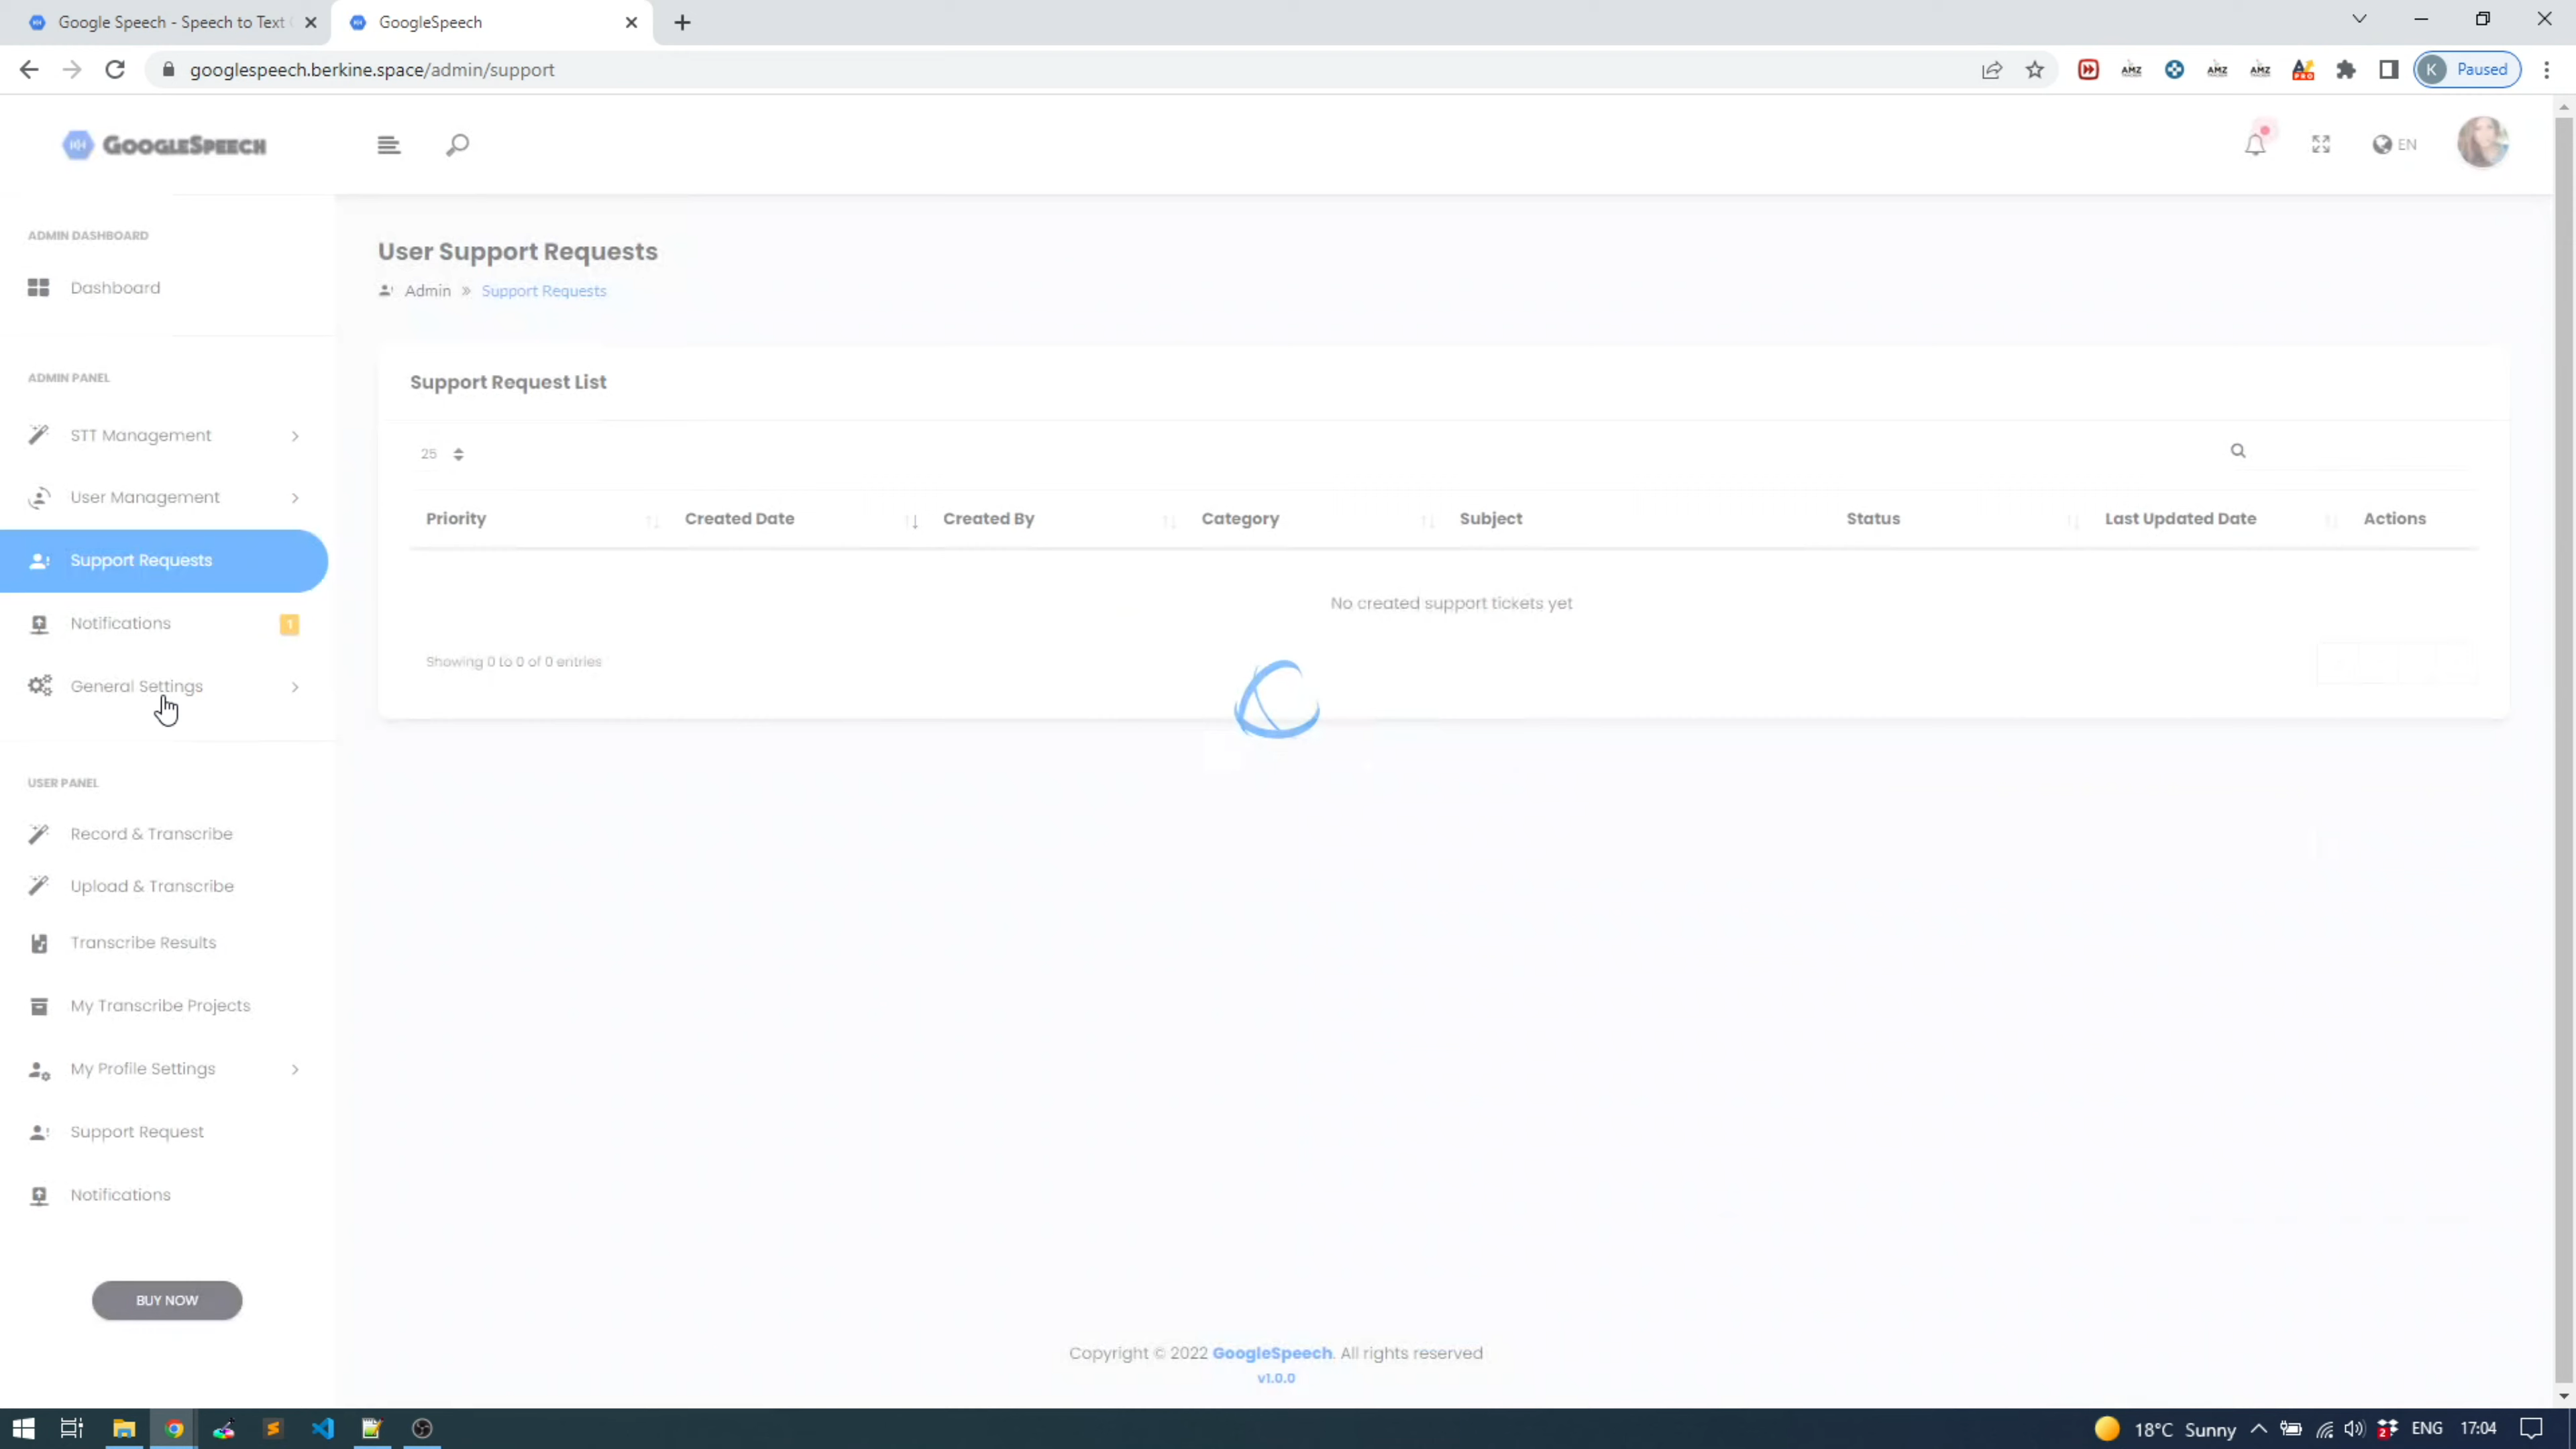 Google Speech - Speech to Text
GoogleSpeech
googlespeech.berkine.space/admin/support
AMZ
AMZ
AMZ
PRO
K
Paused
GoogleSpeech
EN
ADMIN DASHBOARD
Dashboard
ADMIN PANEL
STT Management
User Management
Support Requests
Notifications
1
General Settings
USER PANEL
Record & Transcribe
Upload & Transcribe
Transcribe Results
My Transcribe Projects
My Profile Settings
Support Request
Notifications
BUY NOW
User Support Requests
Admin » Support Requests
Support Request List
25
Priority Created Date Created By Category Subject Status Last Updated Date Actions
No created support tickets yet
Showing 0 to 0 of 0 entries
Copyright © 2022 GoogleSpeech. All rights reserved
v1.0.0
18°C Sunny
2
ENG
17:04